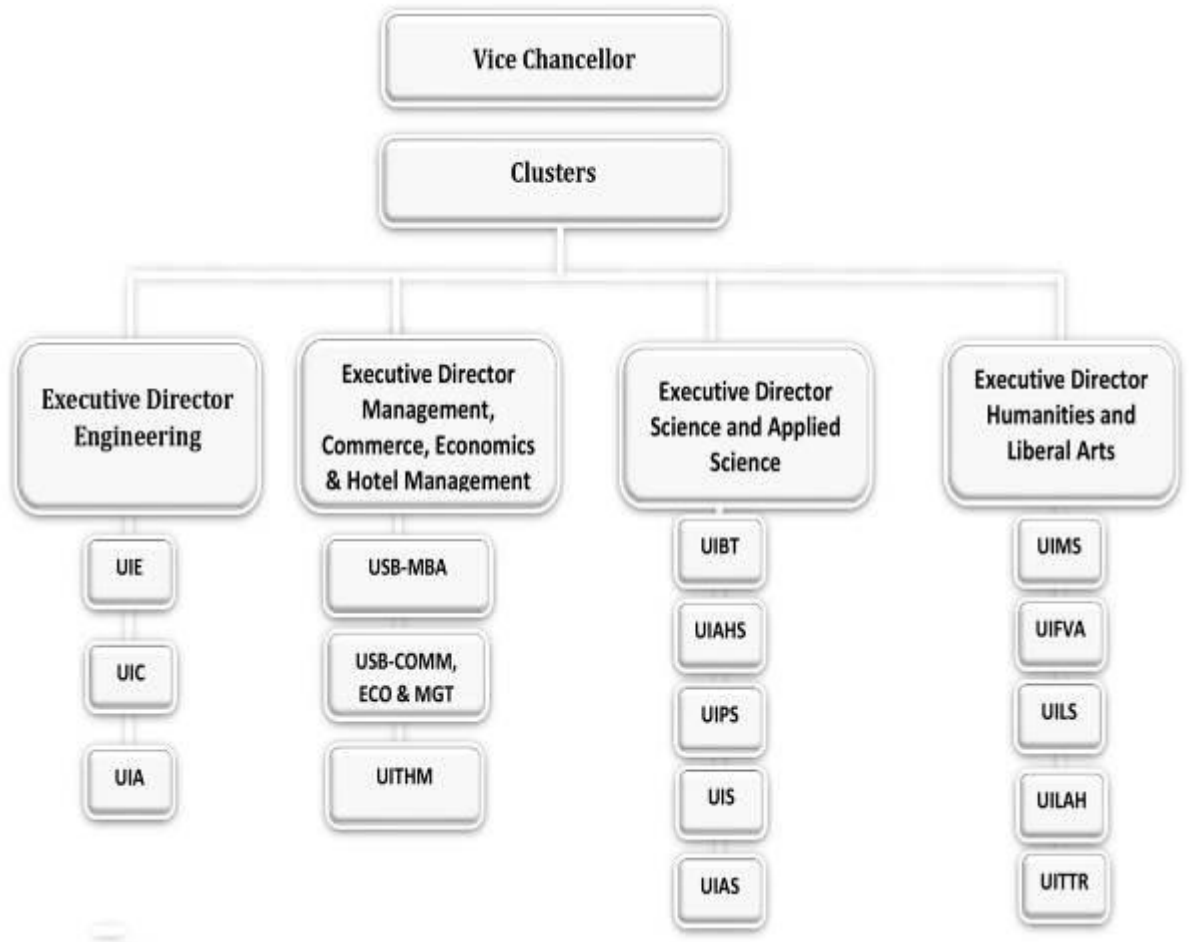 Vice Chancellor
Clusters
Executive Director
Engineering
UIE
UIC
UIA
Executive Director
Management,
Commerce, Economics
& Hotel Management
USB-MBA
USB-COMM,
ECO & MGT
UITHM
Executive Director
Science and Applied
Science
UIBT
UIAHS
UIPS
UIS
UIAS
Executive Director
Humanities and
Liberal Arts
UIMS
UIFVA
UILS
UILAH
UITTR